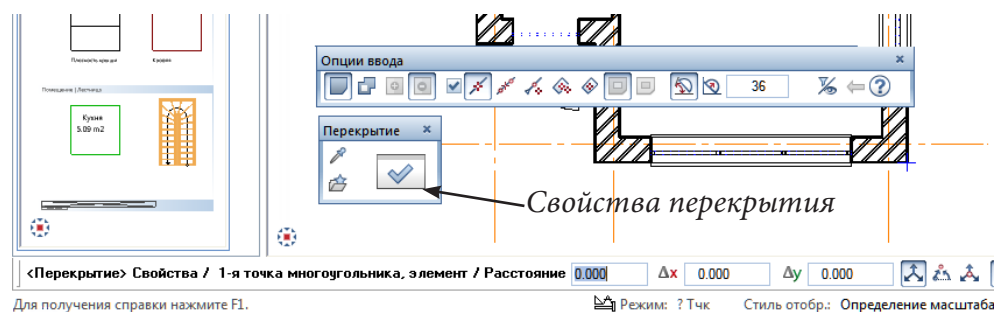 Плоскость крыши
Кровля
Помещение | Лестница
Кухня
5.09 m2
Опции ввода
36
Перекрытие
Свойства перекрытия
<Перекрытие> Свойства / 1-я точка многоугольника, элемент / Расстояние 0.000 Δx 0.000 Δy 0.000
Для получения справки нажмите F1. Режим: ? Тчк Стиль отобр.: Определение масштаба